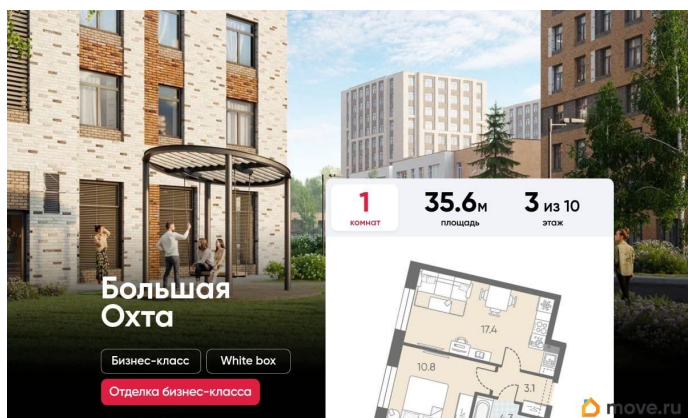 1
комнат
35.6м
площадь
3 из 10
этаж
Большая
Охта
Бизнес-класс
White box
Отделка бизнес-класса
17.4
10.8
3.1
move.ru